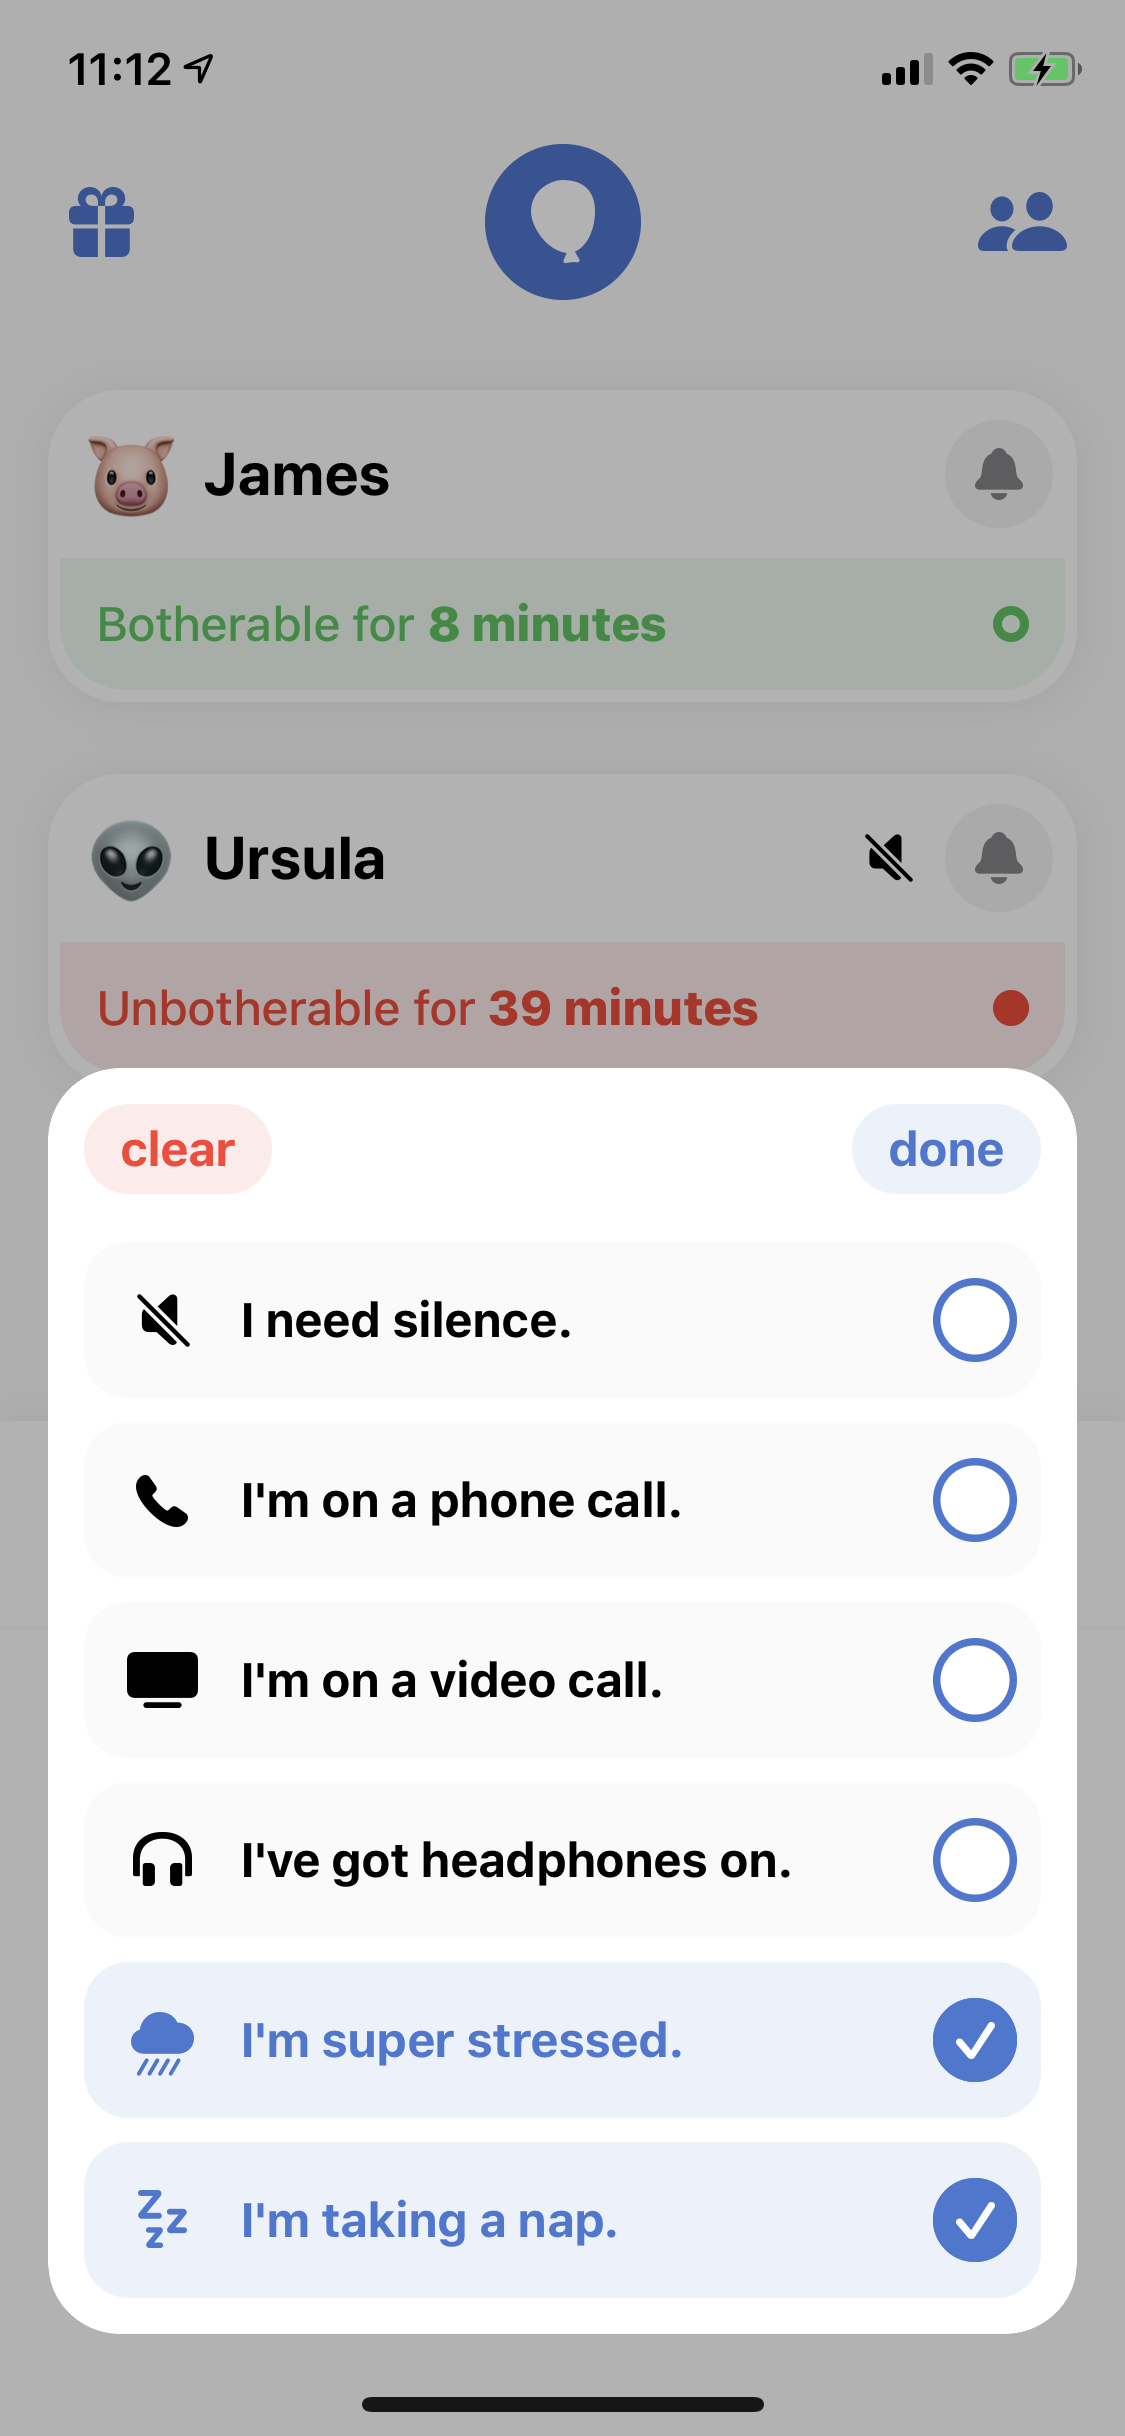 11:12
James
Botherable for 8 minutes
Ursula
Unbotherable for 39 minutes
clear
done
I need silence.
I'm on a phone call.
I'm on a video call.
I've got headphones on.
I'm super stressed.
I'm taking a nap.